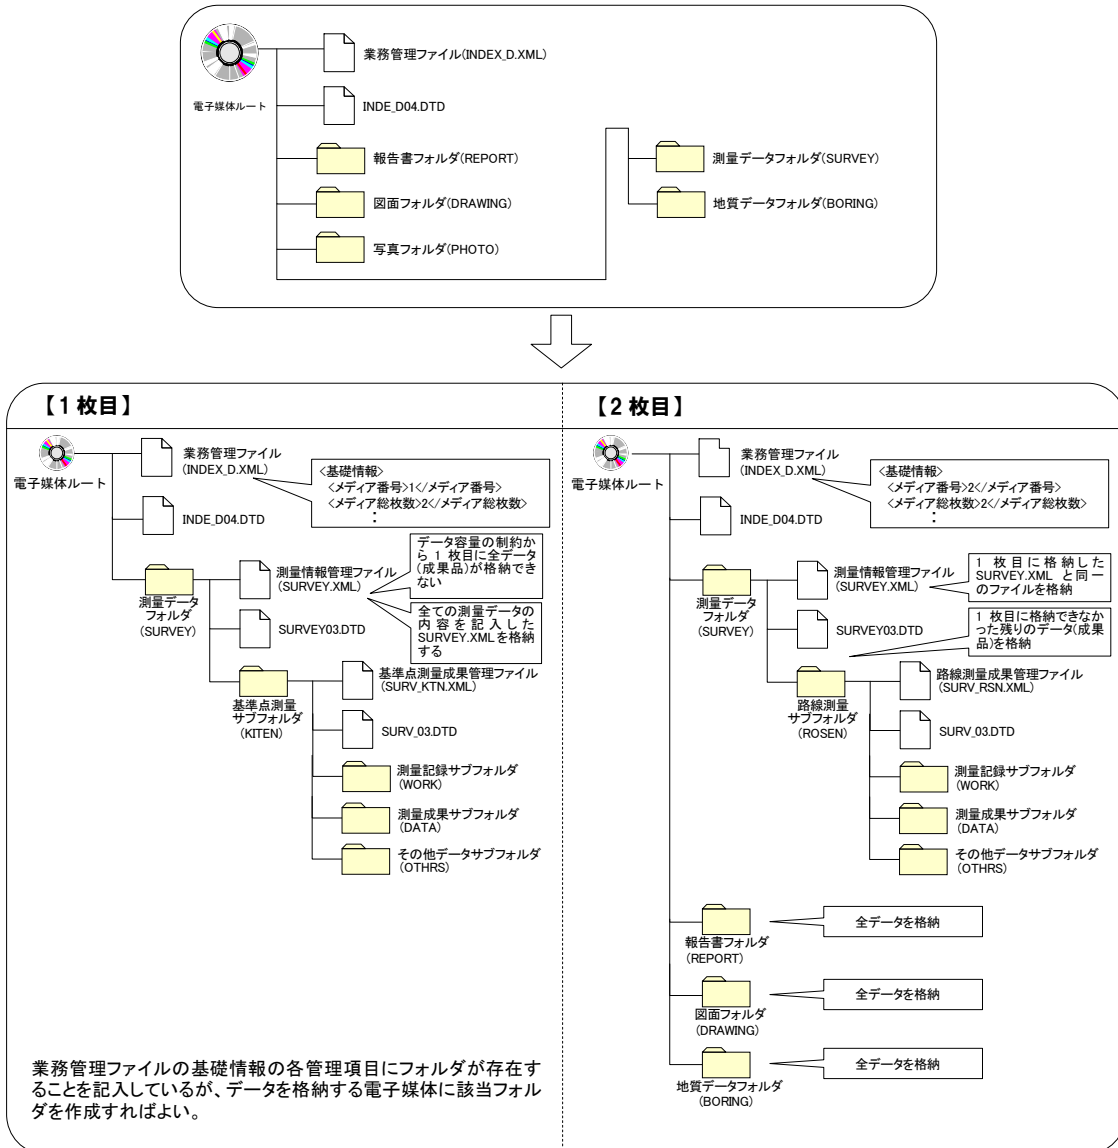 業務管理ファイル(INDEX_D.XML)
電子媒体ルート
INDE_D04.DTD
報告書フォルダ(REPORT)
図面フォルダ(DRAWING)
写真フォルダ(PHOTO)
測量データフォルダ(SURVEY)
地質データフォルダ(BORING)
【1枚目】
電子媒体ルート
業務管理ファイル
(INDEX_D.XML)
<基礎情報>
<メディア番号>1</メディア番号>
<メディア総枚数>2</メディア総枚数>
:
INDE_D04.DTD
データ容量の制約か
ら 1 枚目に全データ
(成果品)が格納でき
ない
測量データ
フォルダ
(SURVEY)
測量情報管理ファイル
(SURVEY.XML)
全ての測量データの
内容を記入した
SURVEY.XMLを格納
する
SURVEY03.DTD
基準点測量
サブフォルダ
(KITEN)
基準点測量成果管理ファイル
(SURV_KTN.XML)
SURV_03.DTD
測量記録サブフォルダ
(WORK)
測量成果サブフォルダ
(DATA)
その他データサブフォルダ
(OTHRS)
業務管理ファイルの基礎情報の各管理項目にフォルダが存在す
ることを記入しているが、データを格納する電子媒体に該当フォル
ダを作成すればよい。
【2枚目】
電子媒体ルート
業務管理ファイル
(INDEX_D.XML)
<基礎情報>
<メディア番号>2</メディア番号>
<メディア総枚数>2</メディア総枚数>
:
INDE_D04.DTD
測量データ
フォルダ
(SURVEY)
測量情報管理ファイル
(SURVEY.XML)
1 枚目に格納した
SURVEY.XML と同一
のファイルを格納
SURVEY03.DTD
1 枚目に格納できなか
った残りのデータ(成果
品)を格納
路線測量
サブフォルダ
(ROSEN)
路線測量成果管理ファイル
(SURV_RSN.XML)
SURV_03.DTD
測量記録サブフォルダ
(WORK)
測量成果サブフォルダ
(DATA)
その他データサブフォルダ
(OTHRS)
報告書フォルダ
(REPORT)
全データを格納
図面フォルダ
(DRAWING)
全データを格納
地質データフォルダ
(BORING)
全データを格納